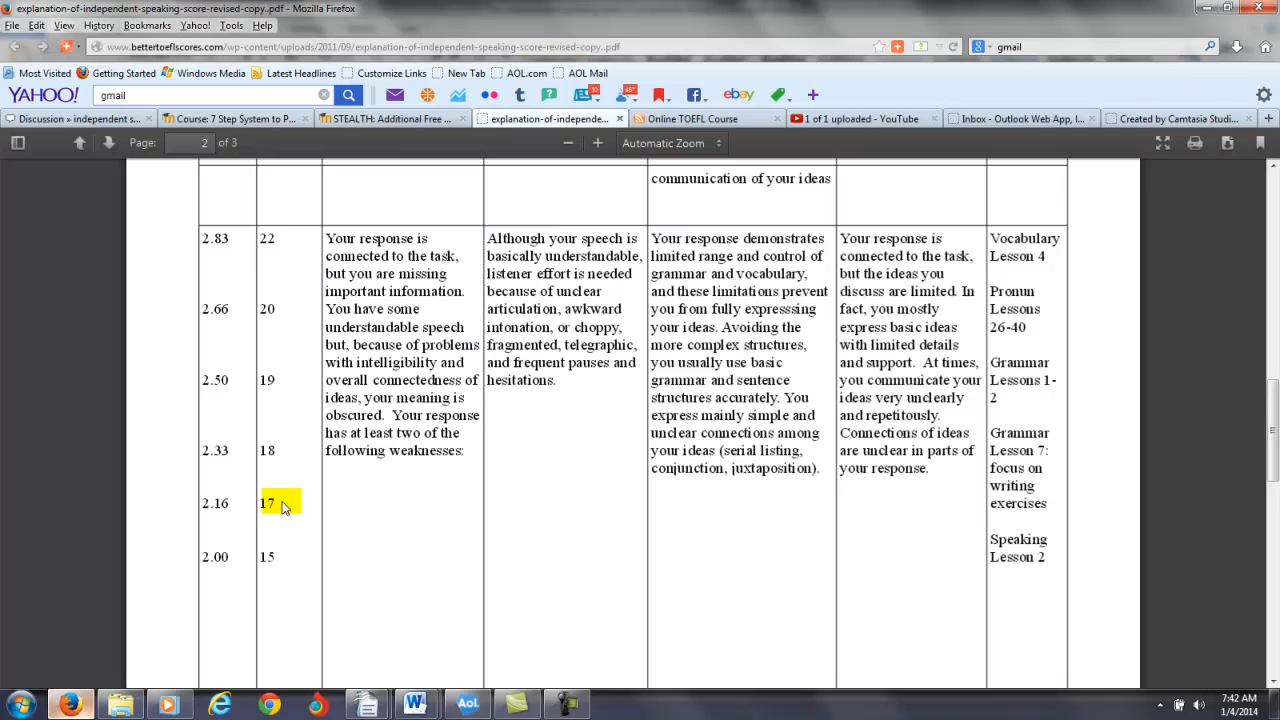 explanation-of-independent-speaking-score-revised-copy..pdf - Mozilla Firefox
File Edit View History Bookmarks Yahoo! Tools Help
www.bettertoeflscores.com/wp-content/uploads/2011/09/explanation-of-independent-speaking-score-revised-copy..pdf
gmail
Most Visited Getting Started Windows Media Latest Headlines Customize Links New Tab AOL.com AOL Mail
YAHOO! gmail ebay
Discussion » independent s... Course: 7 Step System to P... STEALTH: Additional Free ... explanation-of-independe... Online TOEFL Course 1 of 1 uploaded - YouTube Inbox - Outlook Web App, l... Created by Camtasia Studi...
Page: 2 of 3 Automatic Zoom
communication of your ideas
2.83
2.66
2.50
2.33
2.16
2.00
22
20
19
18
17
15
Your response is
connected to the task,
but you are missing
important information.
You have some
understandable speech
but, because of problems
with intelligibility and
overall connectedness of
ideas, your meaning is
obscured. Your response
has at least two of the
following weaknesses:
Although your speech is
basically understandable,
listener effort is needed
because of unclear
articulation, awkward
intonation, or choppy,
fragmented, telegraphic,
and frequent pauses and
hesitations.
Your response demonstrates
limited range and control of
grammar and vocabulary,
and these limitations prevent
you from fully expresssing
your ideas. Avoiding the
more complex structures,
you usually use basic
grammar and sentence
structures accurately. You
express mainly simple and
unclear connections among
your ideas (serial listing,
conjunction, juxtaposition).
Your response is
connected to the task,
but the ideas you
discuss are limited. In
fact, you mostly
express basic ideas
with limited details
and support. At times,
you communicate your
ideas very unclearly
and repetitously.
Connections of ideas
are unclear in parts of
your response.
Vocabulary
Lesson 4
Pronun
Lessons
26-40
Grammar
Lessons 1-
2
Grammar
Lesson 7:
focus on
writing
exercises
Speaking
Lesson 2
Aol.
7:42 AM
1/4/2014